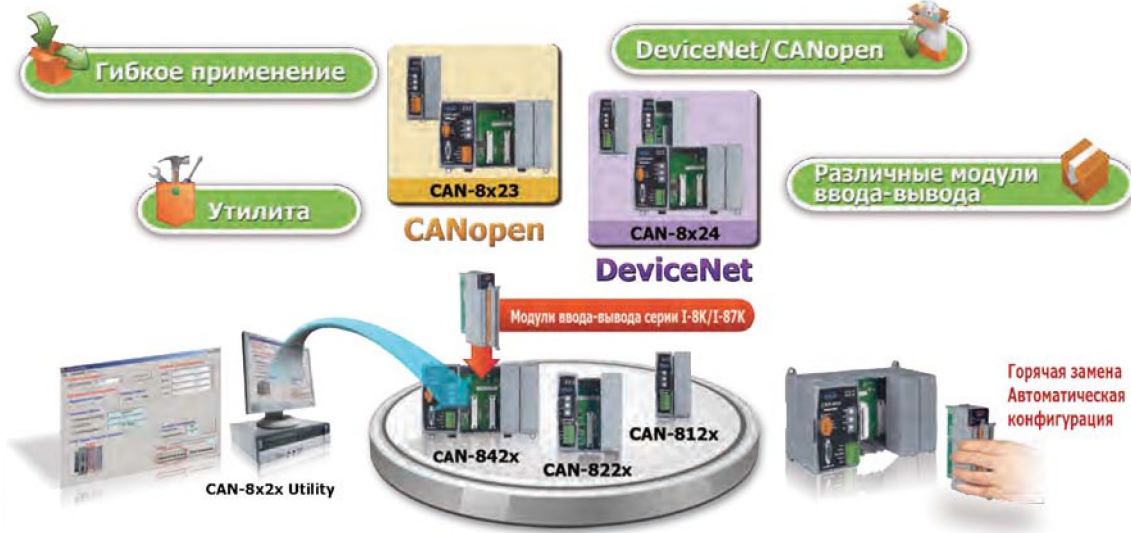 Гибкое применение
DeviceNet/CANopen
CAN-8x23
CANopen
CAN-8x24
DeviceNet
Утилита
Различные модули
ввода-вывода
Модули ввода-вывода серии I-8K/I-87K
CAN-8x2x Utility
CAN-842x
CAN-822x
CAN-812x
Горячая замена
Автоматическая
конфигурация